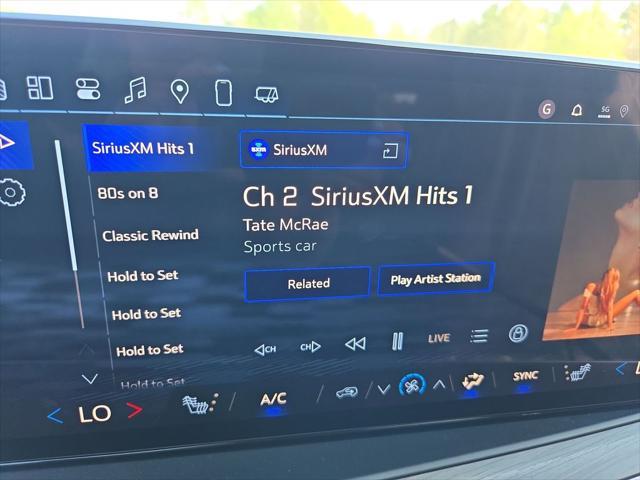 G
5G
SiriusXM Hits 1
SXM SiriusXM
80s on 8
Ch 2 SiriusXM Hits 1
Tate McRae
Classic Rewind
Sports car
Hold to Set
Related
Play Artist Station
Hold to Set
Hold to Set
CH
CH
LIVE
Hold to Set
LO
A/C
SYNC